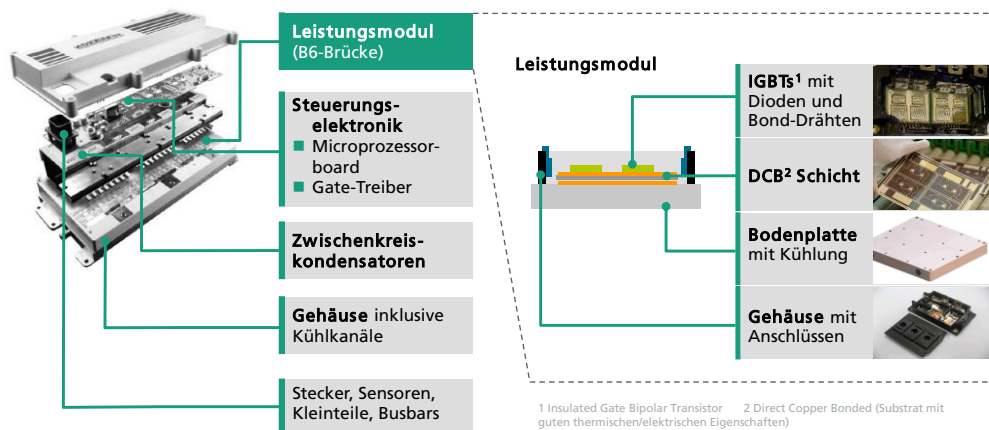 Leistungsmodul
(B6-Brücke)
Steuerungs-
elektronik
Mikroprozessor-
board
Gate-Treiber
Zwischenkreis-
kondensatoren
Gehäuse inklusive
Kühlkanäle
Stecker, Sensoren,
Kleinteile, Busbars
Leistungsmodul
IGBTs¹ mit
Dioden und
Bond-Drähten
DCB² Schicht
Bodenplatte
mit Kühlung
Gehäuse mit
Anschlüssen
1 Insulated Gate Bipolar Transistor 2 Direct Copper Bonded (Substrat mit
guten thermischen/elektrischen Eigenschaften)